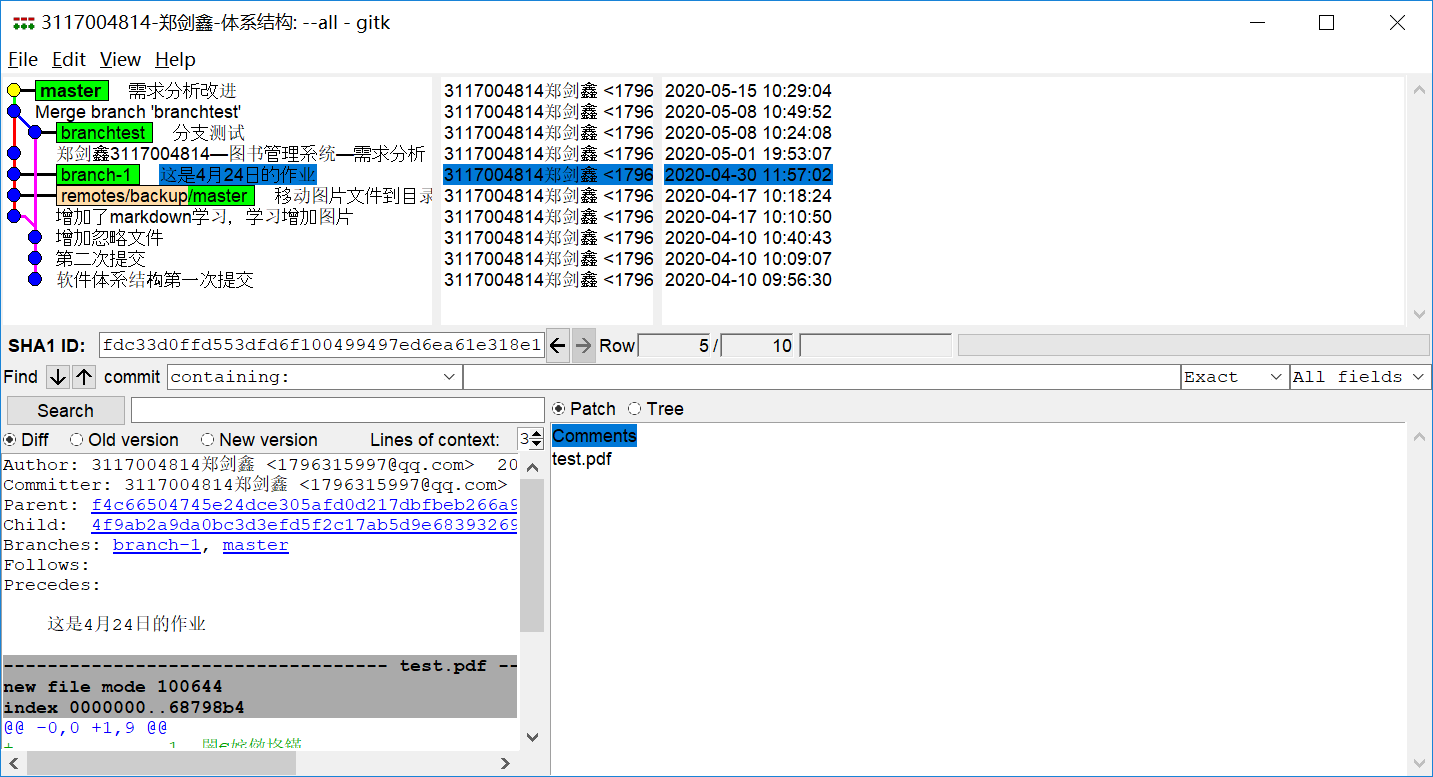 3117004814-郑剑鑫-体系结构: --all - gitk
File Edit View Help
master 需求分析改进 3117004814郑剑鑫 <1796 2020-05-15 10:29:04
Merge branch 'branchtest' 3117004814郑剑鑫 <1796 2020-05-08 10:49:52
branchtest 分支测试 3117004814郑剑鑫 <1796 2020-05-08 10:24:08
郑剑鑫3117004814—图书管理系统—需求分析 3117004814郑剑鑫 <1796 2020-05-01 19:53:07
branch-1 这是4月24日的作业 3117004814郑剑鑫 <1796 2020-04-30 11:57:02
remotes/backup/master 移动图片文件到目录 3117004814郑剑鑫 <1796 2020-04-17 10:18:24
增加了markdown学习，学习增加图片 3117004814郑剑鑫 <1796 2020-04-17 10:10:50
增加忽略文件 3117004814郑剑鑫 <1796 2020-04-10 10:40:43
第二次提交 3117004814郑剑鑫 <1796 2020-04-10 10:09:07
软件体系结构第一次提交 3117004814郑剑鑫 <1796 2020-04-10 09:56:30
SHA1 ID: fdc33d0ffd553dfd6f100499497ed6ea61e318e1 ← → Row 5 / 10
Find ↓ ↑ commit containing: Exact All fields
Search Patch Tree
Diff Old version New version Lines of context: 3
Comments
test.pdf
Author: 3117004814郑剑鑫 <1796315997@qq.com> 20
Committer: 3117004814郑剑鑫 <1796315997@qq.com>
Parent: f4c66504745e24dce305afd0d217dbfbeb266a9
Child: 4f9ab2a9da0bc3d3efd5f2c17ab5d9e68393269
Branches: branch-1, master
Follows:
Precedes:
这是4月24日的作业
----------------------------------- test.pdf --
new file mode 100644
index 0000000..68798b4
@@ -0,0 +1,9 @@